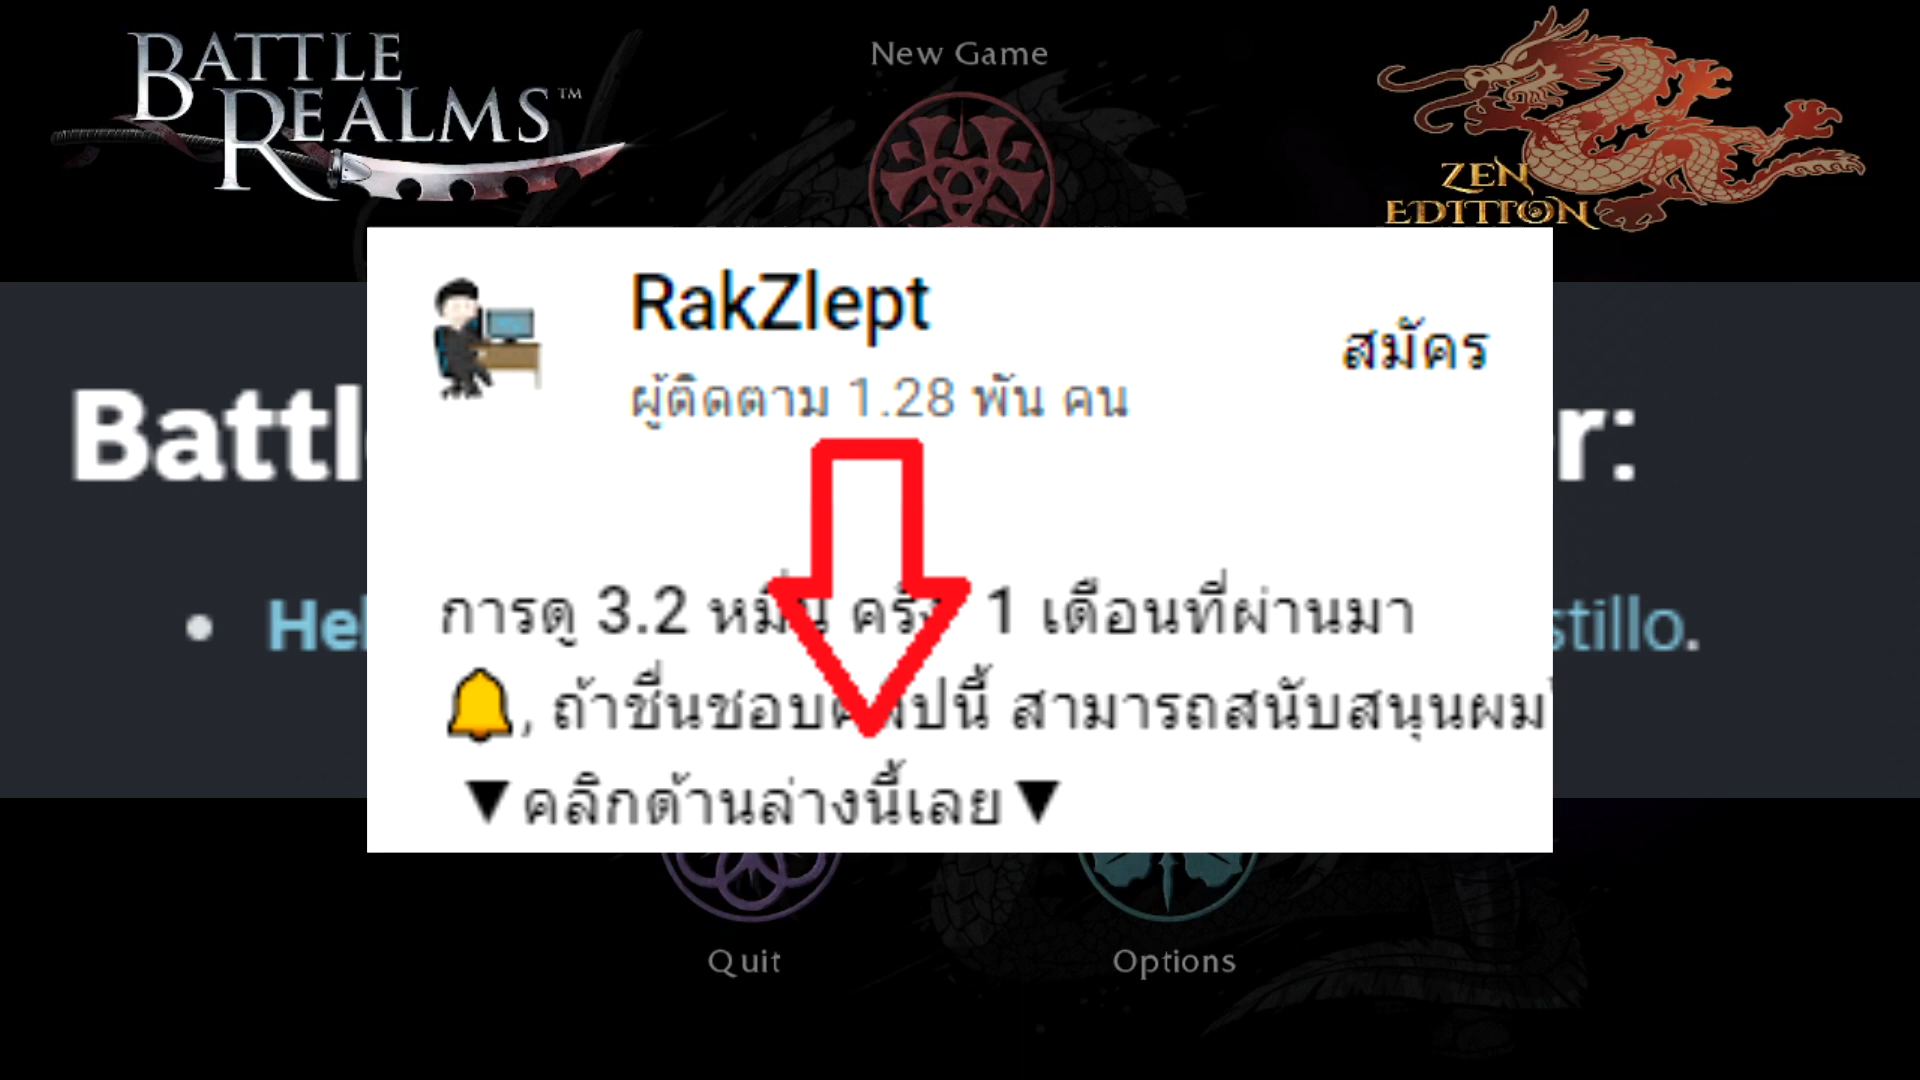 BATTLE REALMS™
New Game
ZEN EDITION
RakZlept
สมัคร
ผู้ติดตาม 1.28 พัน คน
การดู 3.2 หมื่น ครั้ง 1 เดือนที่ผ่านมา
🔔, ถ้าชื่นชอบคลิปนี้ สามารถสนับสนุนผม
▼คลิกด้านล่างนี้เลย▼
Quit
Options